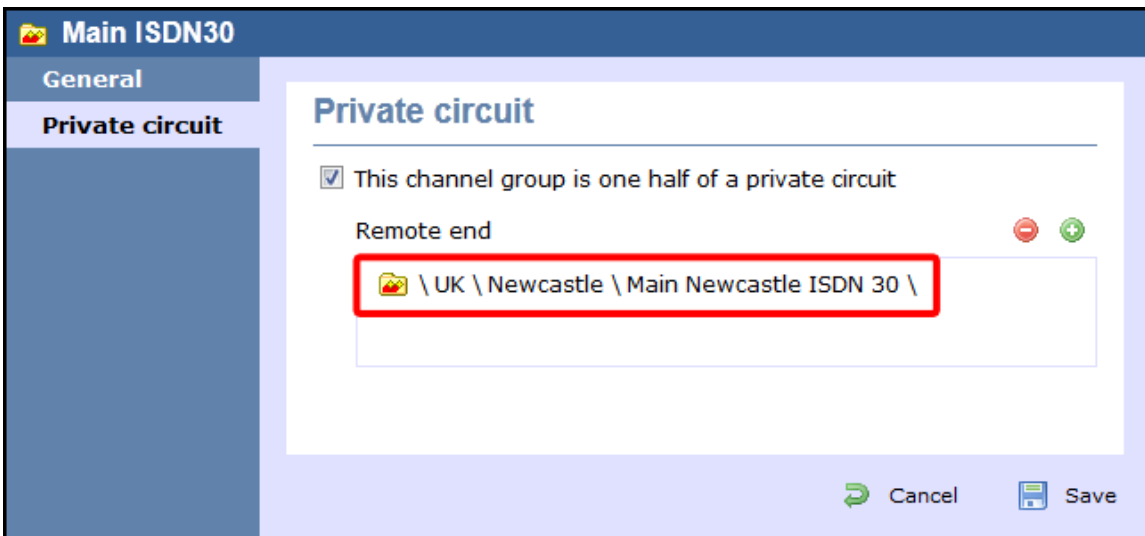 Main ISDN30
General
Private circuit
Private circuit
This channel group is one half of a private circuit
Remote end
\ UK \ Newcastle \ Main Newcastle ISDN 30 \
Cancel
Save